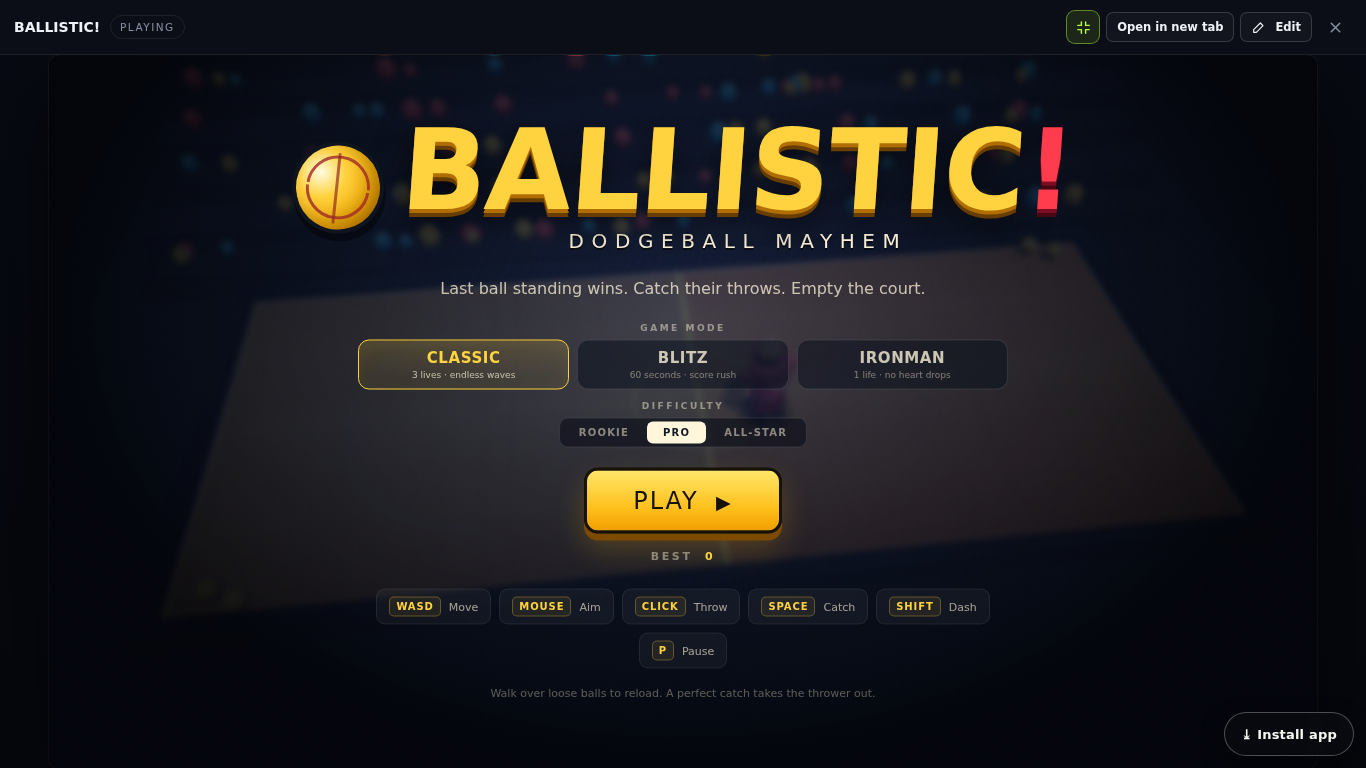 BALLISTIC! PLAYING Open in new tab Edit
BALLISTIC!
DODGEBALL MAYHEM
Last ball standing wins. Catch their throws. Empty the court.
GAME MODE
CLASSIC BLITZ IRONMAN
3 lives · endless waves 60 seconds · score rush 1 life · no heart drops
DIFFICULTY
ROOKIE PRO ALL-STAR
PLAY ▶
BEST 0
WASD Move MOUSE Aim CLICK Throw SPACE Catch SHIFT Dash
P Pause
Walk over loose balls to reload. A perfect catch takes the thrower out.
Install app